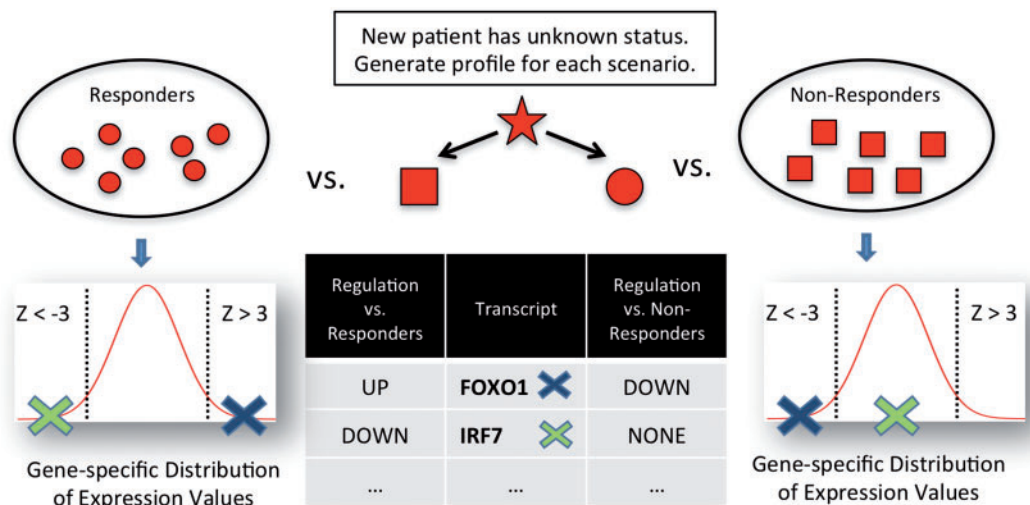 New patient has unknown status.
Generate profile for each scenario.
Responders
Non-Responders
vs.
vs.
Z < -3
Z > 3
Gene-specific Distribution
of Expression Values
Regulation
vs.
Responders
Transcript
Regulation
vs. Non-
Responders
UP
FOXO1
DOWN
DOWN
IRF7
NONE
...
...
...
Z < -3
Z > 3
Gene-specific Distribution
of Expression Values